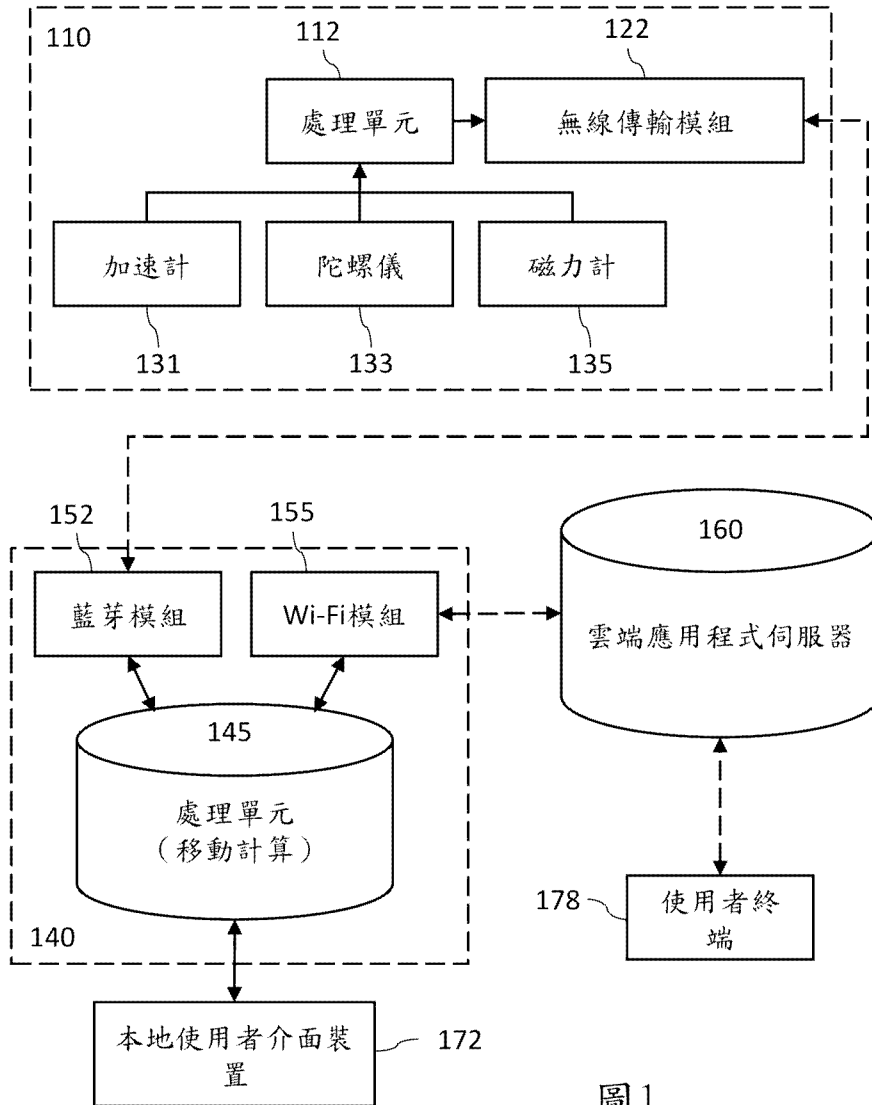 110
112
122
處理單元
無線傳輸模組
加速計
陀螺儀
磁力計
131
133
135
152
155
160
藍芽模組
Wi-Fi模組
雲端應用程式伺服器
145
處理單元
(移動計算)
178
使用者終
端
140
本地使用者介面裝
置
172
圖1